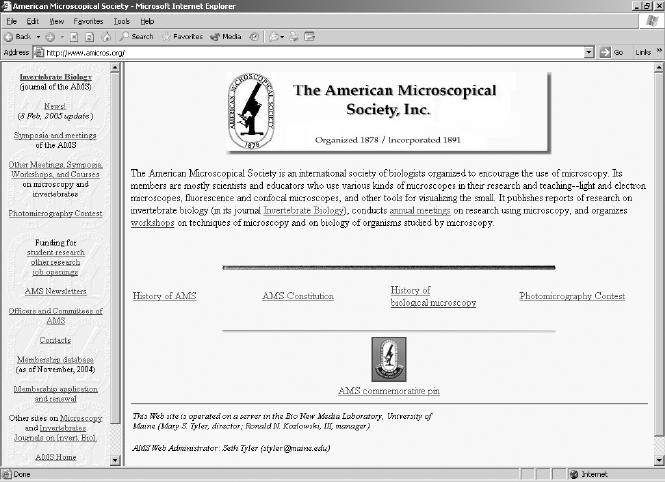 American Microscopical Society - Microsoft Internet Explorer
File Edit View Favorites Tools Help
Back Search Favorites Media
Address http://www.amicros.org/ Go Links »
Invertebrate Biology
(journal of the AMS)
News!
(8 Feb, 2005 update)
Symposia and meetings
of the AMS
Other Meetings, Symposia,
Workshops, and Courses
on microscopy and
invertebrates
Photomicrography Contest
Funding for
student research
other research
job openings
AMS Newsletters
Officers and Committees of
AMS
Contacts
Membership database
(as of November, 2004)
Membership application
and renewal
Other sites on Microscopy
and Invertebrates
Journals on Invert. Biol.
AMS Home
AMERICAN MICROSCOPICAL SOCIETY
1878
The American Microscopical
Society, Inc.
Organized 1878 / Incorporated 1891
The American Microscopical Society is an international society of biologists organized to encourage the use of microscopy. Its
members are mostly scientists and educators who use various kinds of microscopes in their research and teaching--light and electron
microscopes, fluorescence and confocal microscopes, and other tools for visualizing the small. It publishes reports of research on
invertebrate biology (in its journal Invertebrate Biology), conducts annual meetings on research using microscopy, and organizes
workshops on techniques of microscopy and on biology of organisms studied by microscopy.
History of AMS
AMS Constitution
History of
biological microscopy
Photomicrography Contest
AMS commemorative pin
This Web site is operated on a server in the Bio New Media Laboratory, University of
Maine (Mary S. Tyler, director; Ronald N. Kozlowski, III, manager)
AMS Web Administrator: Seth Tyler (styler@maine.edu)
Done
Internet